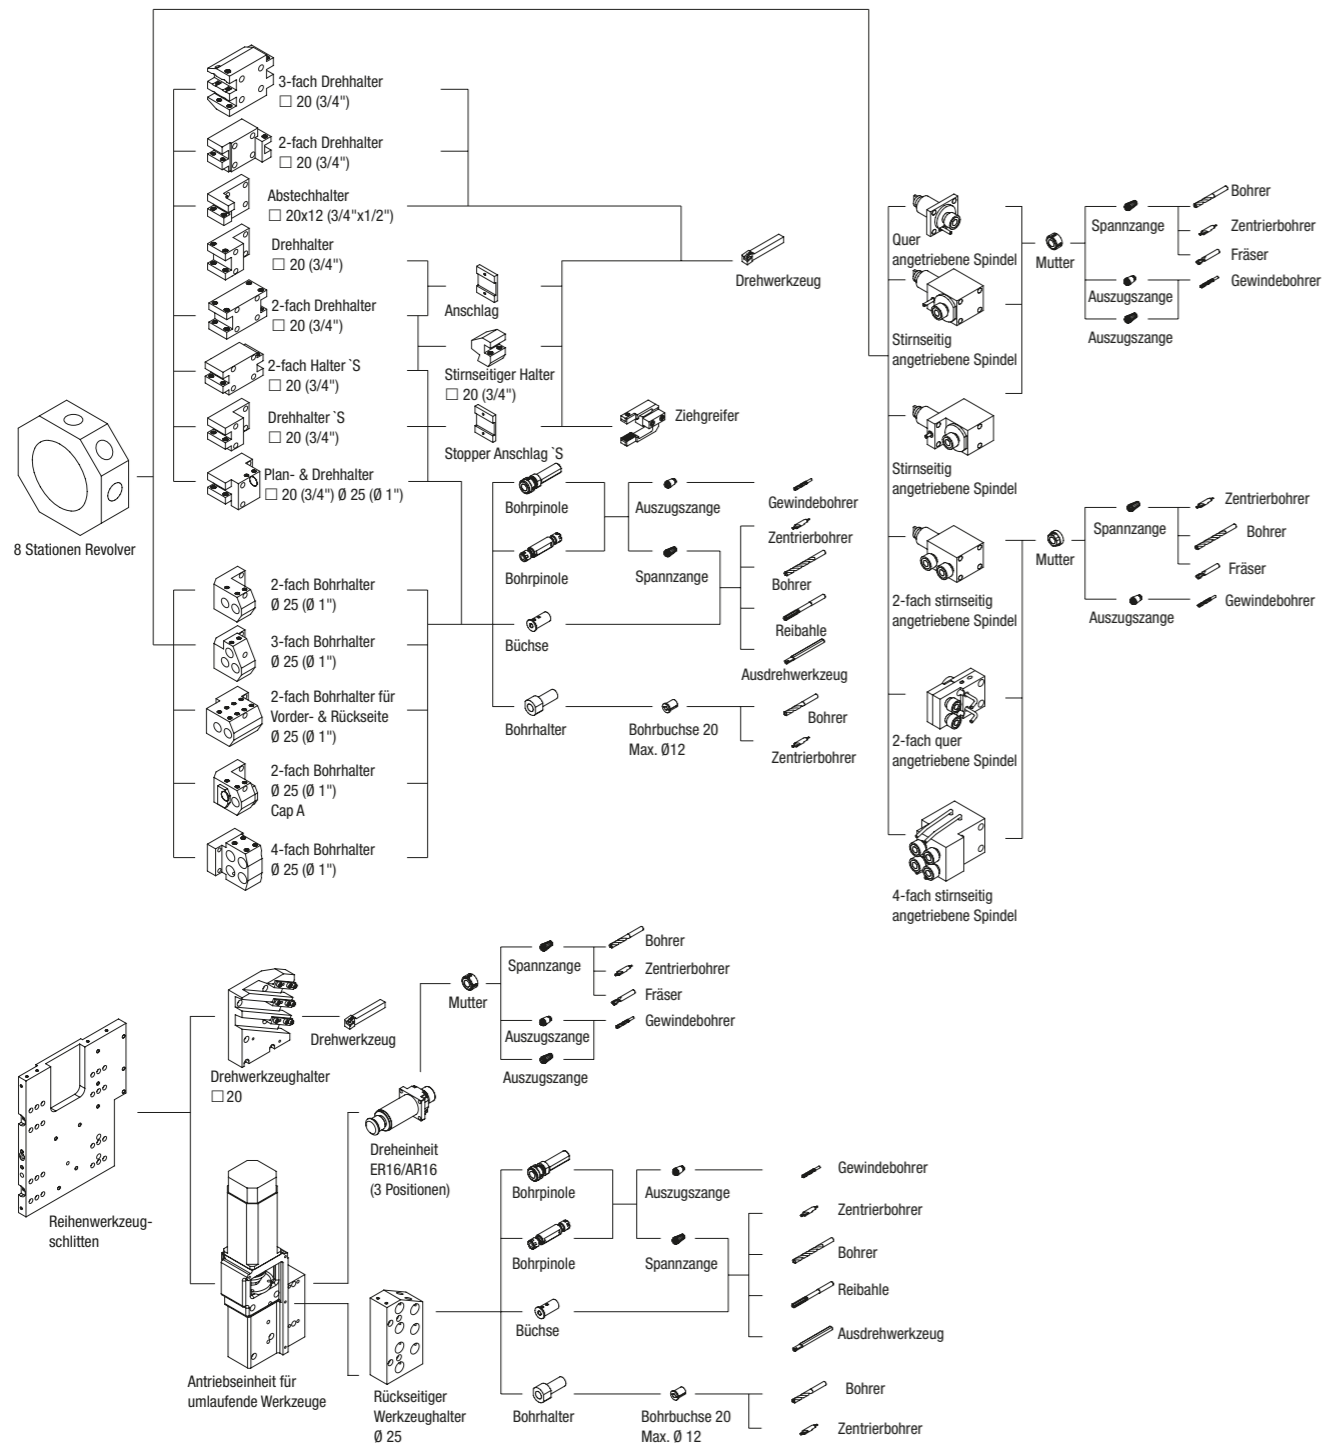 3-fach Drehhalter
□ 20 (3/4")
2-fach Drehhalter
□ 20 (3/4")
Abstechhalter
□ 20x12 (3/4"x1/2")
Drehhalter
□ 20 (3/4")
2-fach Drehhalter
□ 20 (3/4")
2-fach Halter `S
□ 20 (3/4")
Drehhalter `S
□ 20 (3/4")
Plan- & Drehhalter
□ 20 (3/4") Ø 25 (Ø 1")
8 Stationen Revolver
Anschlag
Stirnseitiger Halter
□ 20 (3/4")
Stopper Anschlag `S
Drehwerkzeug
Ziehgreifer
2-fach Bohrhalter
Ø 25 (Ø 1")
3-fach Bohrhalter
Ø 25 (Ø 1")
2-fach Bohrhalter für
Vorder- & Rückseite
Ø 25 (Ø 1")
2-fach Bohrhalter
Ø 25 (Ø 1")
Cap A
4-fach Bohrhalter
Ø 25 (Ø 1")
Bohrpinole
Bohrpinole
Büchse
Bohrhalter
Auszugszange
Spannzange
Bohrbuchse 20
Max. Ø12
Gewindebohrer
Zentrierbohrer
Bohrer
Reibahle
Ausdrehwerkzeug
Bohrer
Zentrierbohrer
Quer
angetriebene Spindel
Stirnseitig
angetriebene Spindel
Stirnseitig
angetriebene Spindel
2-fach stirnseitig
angetriebene Spindel
2-fach quer
angetriebene Spindel
4-fach stirnseitig
angetriebene Spindel
Mutter
Spannzange
Auszugszange
Auszugszange
Bohrer
Zentrierbohrer
Fräser
Gewindebohrer
Mutter
Spannzange
Auszugszange
Zentrierbohrer
Bohrer
Fräser
Gewindebohrer
Reihenwerkzeug-
schlitten
Drehwerkzeughalter
□ 20
Drehwerkzeug
Antriebseinheit für
umlaufende Werkzeuge
Dreheinheit
ER16/AR16
(3 Positionen)
Mutter
Spannzange
Auszugszange
Auszugszange
Bohrer
Zentrierbohrer
Fräser
Gewindebohrer
Rückseitiger
Werkzeughalter
Ø 25
Bohrpinole
Bohrpinole
Büchse
Bohrhalter
Auszugszange
Spannzange
Bohrbuchse 20
Max. Ø 12
Gewindebohrer
Zentrierbohrer
Bohrer
Reibahle
Ausdrehwerkzeug
Bohrer
Zentrierbohrer